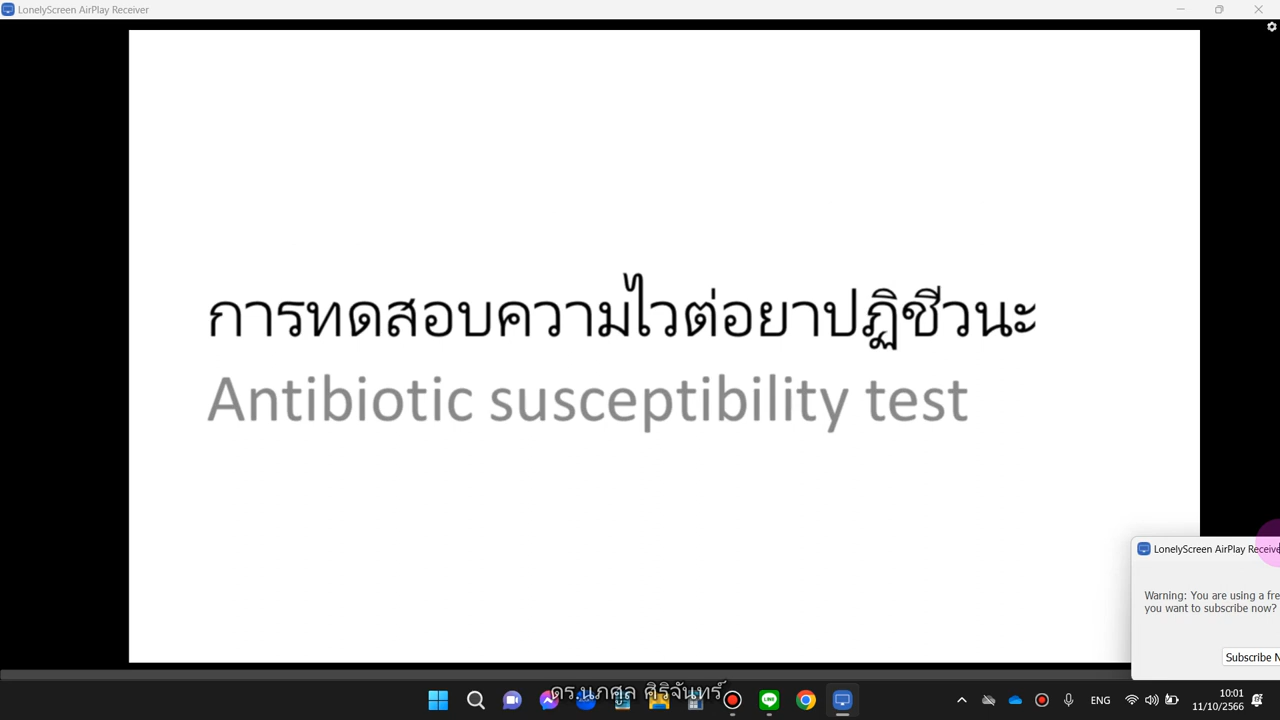 LonelyScreen AirPlay Receiver
การทดสอบความไวต่อยาปฏิชีวนะ
Antibiotic susceptibility test
LonelyScreen AirPlay
Warning: You are using a
you want to subscribe now?
Subscribe
ดร.นภศูล ศิริจันทร์
ENG
10:01
11/10/2566